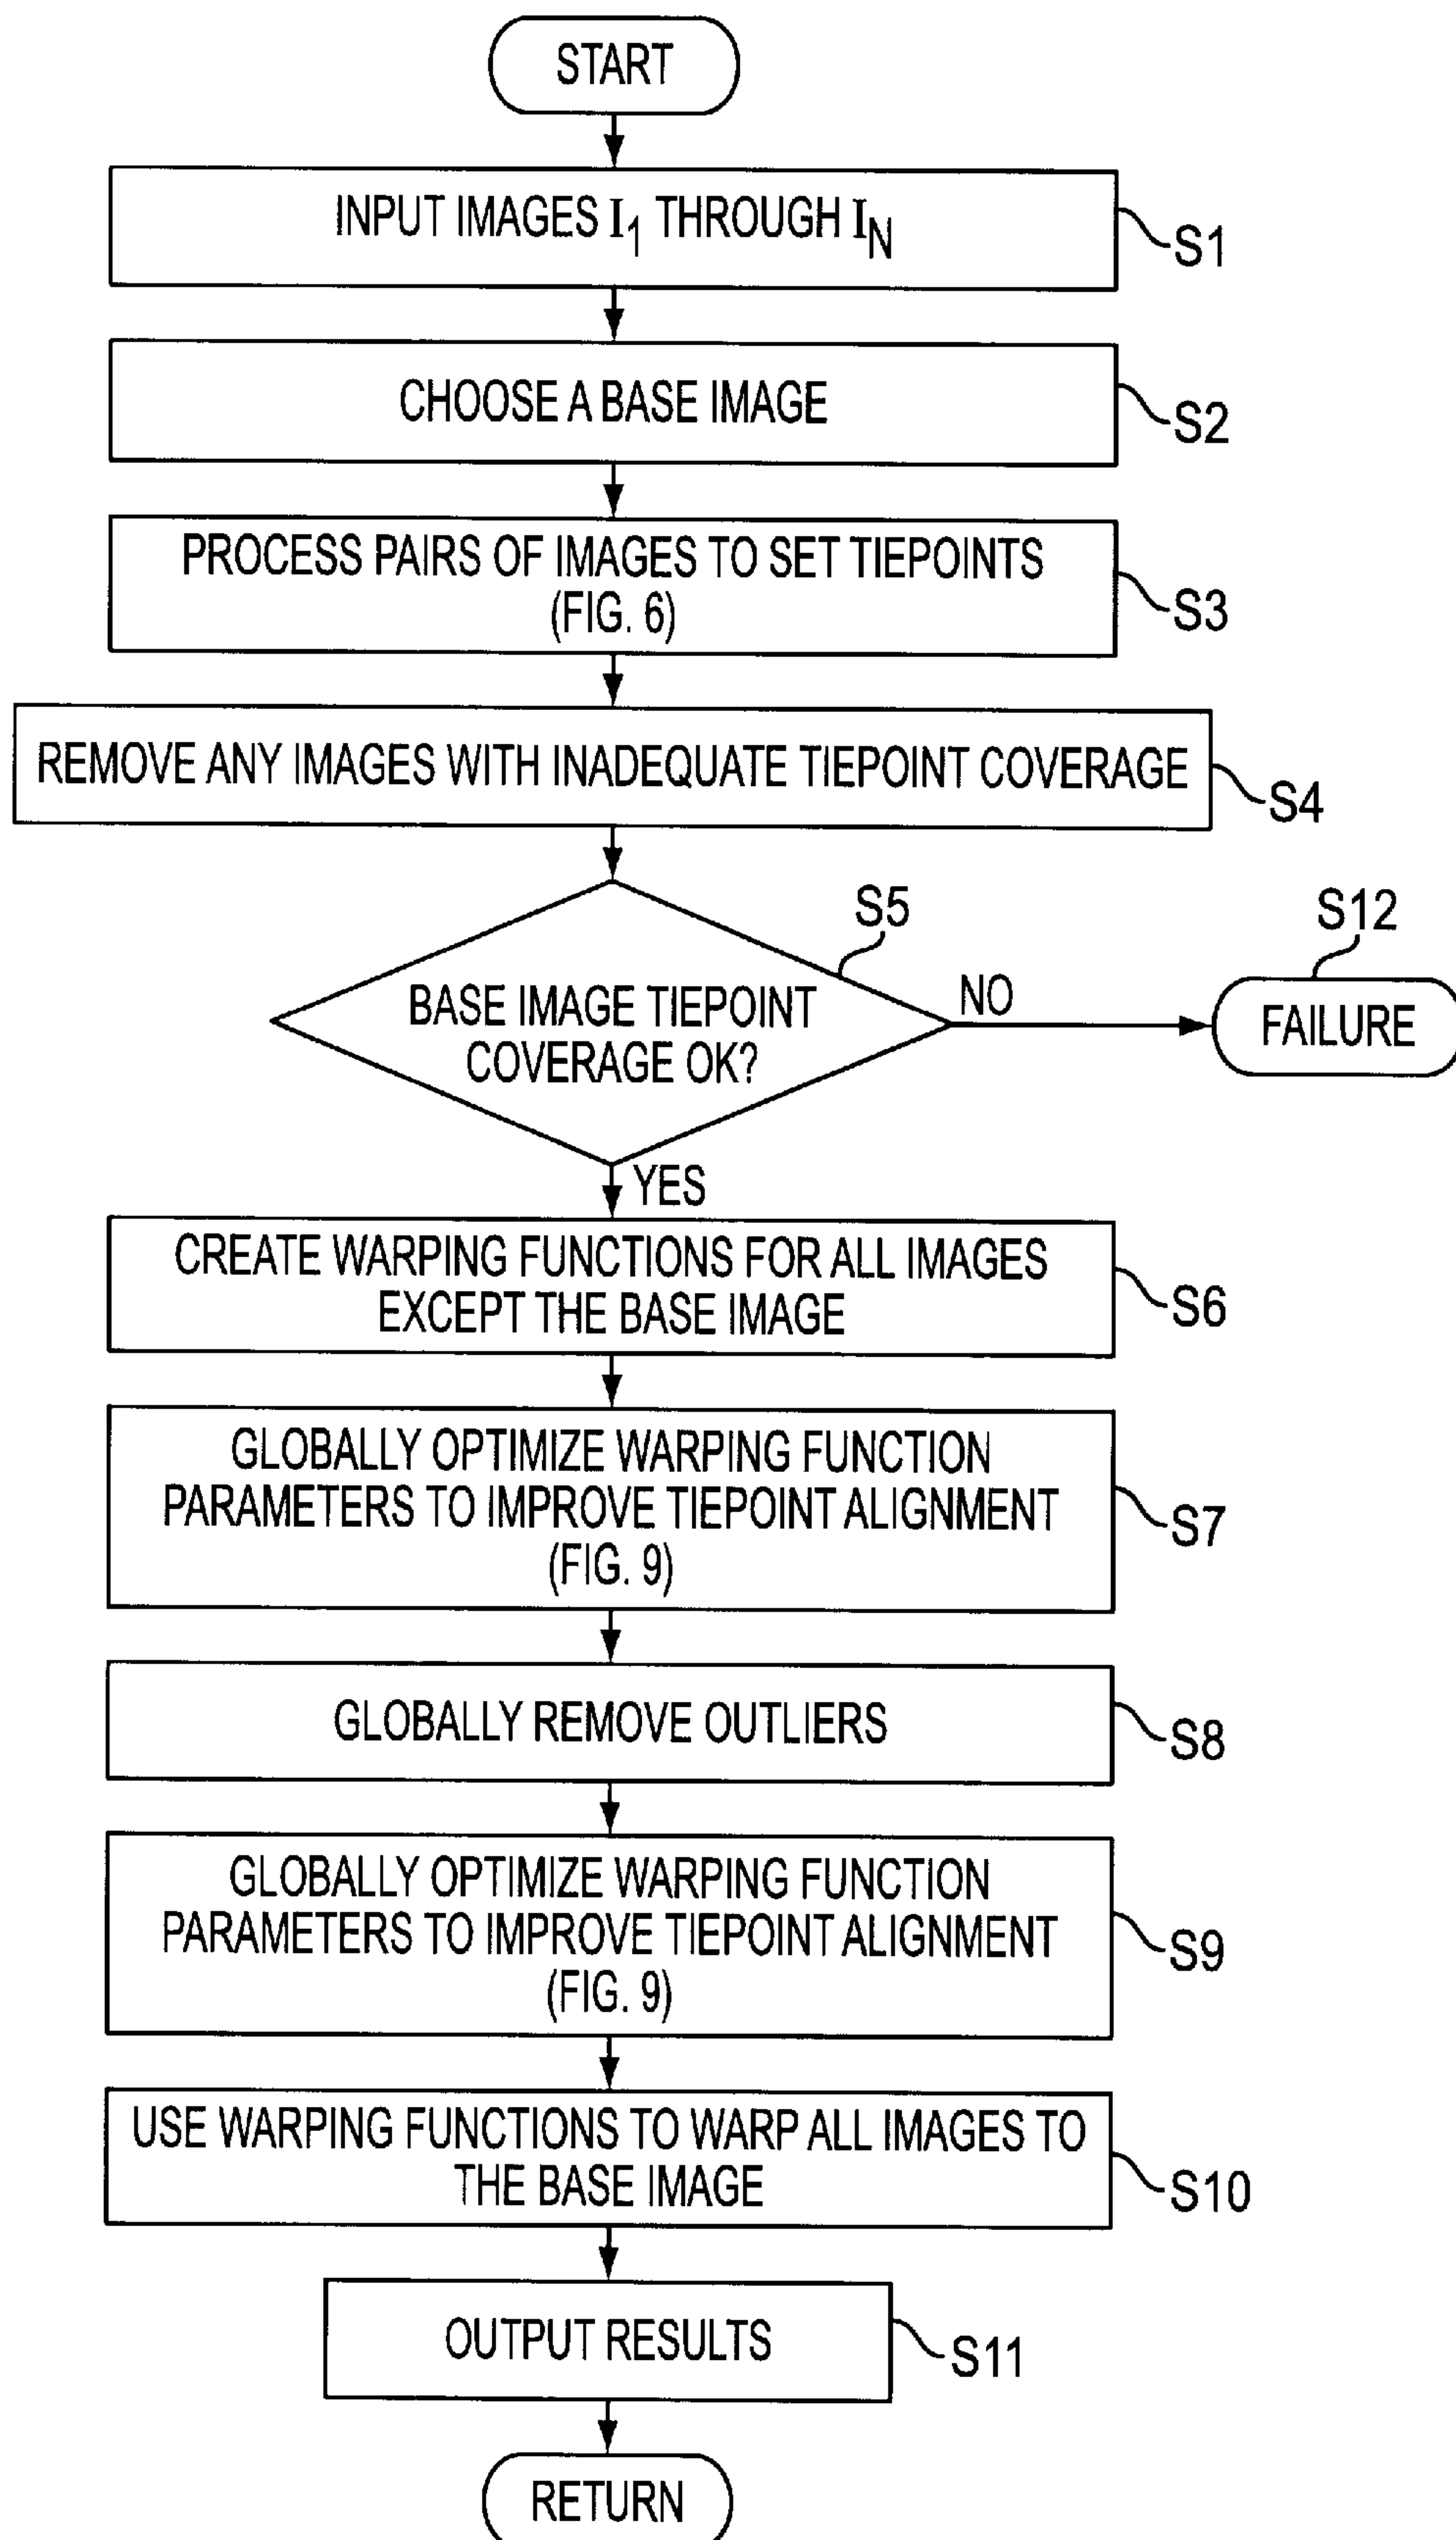 START
INPUT IMAGES I1 THROUGH IN
S1
CHOOSE A BASE IMAGE
S2
PROCESS PAIRS OF IMAGES TO SET TIEPOINTS
(FIG. 6)
S3
REMOVE ANY IMAGES WITH INADEQUATE TIEPOINT COVERAGE
S4
S5
BASE IMAGE TIEPOINT
COVERAGE OK?
NO
S12
FAILURE
YES
CREATE WARPING FUNCTIONS FOR ALL IMAGES
EXCEPT THE BASE IMAGE
S6
GLOBALLY OPTIMIZE WARPING FUNCTION
PARAMETERS TO IMPROVE TIEPOINT ALIGNMENT
(FIG. 9)
S7
GLOBALLY REMOVE OUTLIERS
S8
GLOBALLY OPTIMIZE WARPING FUNCTION
PARAMETERS TO IMPROVE TIEPOINT ALIGNMENT
(FIG. 9)
S9
USE WARPING FUNCTIONS TO WARP ALL IMAGES TO
THE BASE IMAGE
S10
OUTPUT RESULTS
S11
RETURN